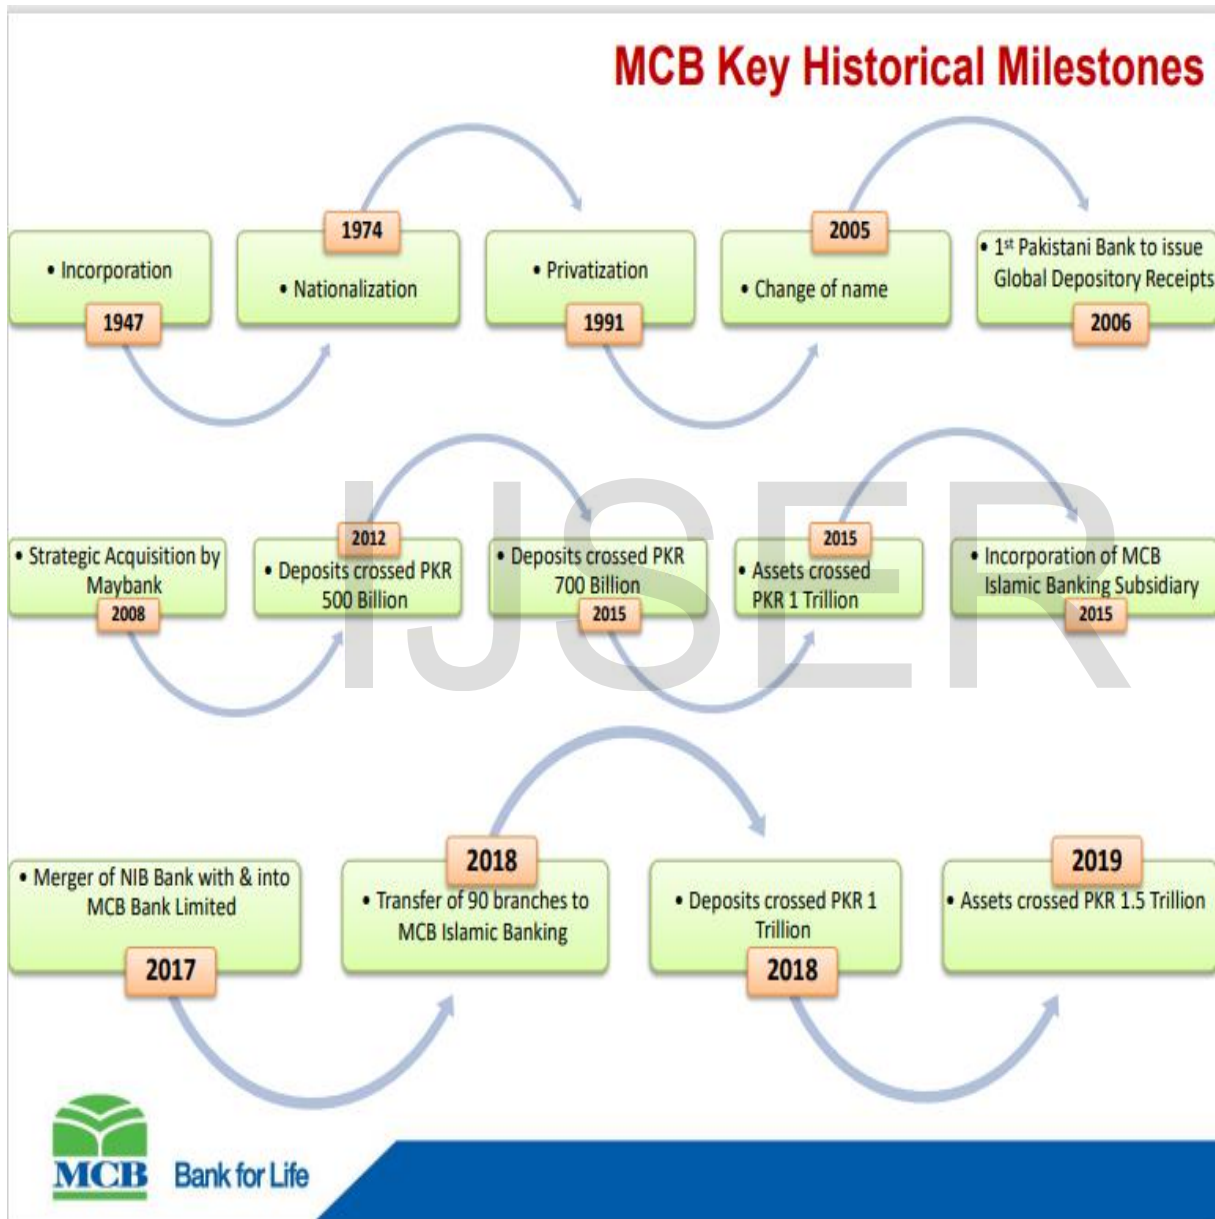 MCB Key Historical Milestones
• Incorporation
1947
1974
• Nationalization
• Privatization
1991
2005
• Change of name
• 1st Pakistani Bank to issue
Global Depository Receipts
2006
• Strategic Acquisition by
Maybank
2008
2012
• Deposits crossed PKR
500 Billion
• Deposits crossed PKR
700 Billion
2015
2015
• Assets crossed
PKR 1 Trillion
• Incorporation of MCB
Islamic Banking Subsidiary
2015
IJSER
• Merger of NIB Bank with & into
MCB Bank Limited
2017
2018
• Transfer of 90 branches to
MCB Islamic Banking
• Deposits crossed PKR 1
Trillion
2018
2019
• Assets crossed PKR 1.5 Trillion
MCB
Bank for Life